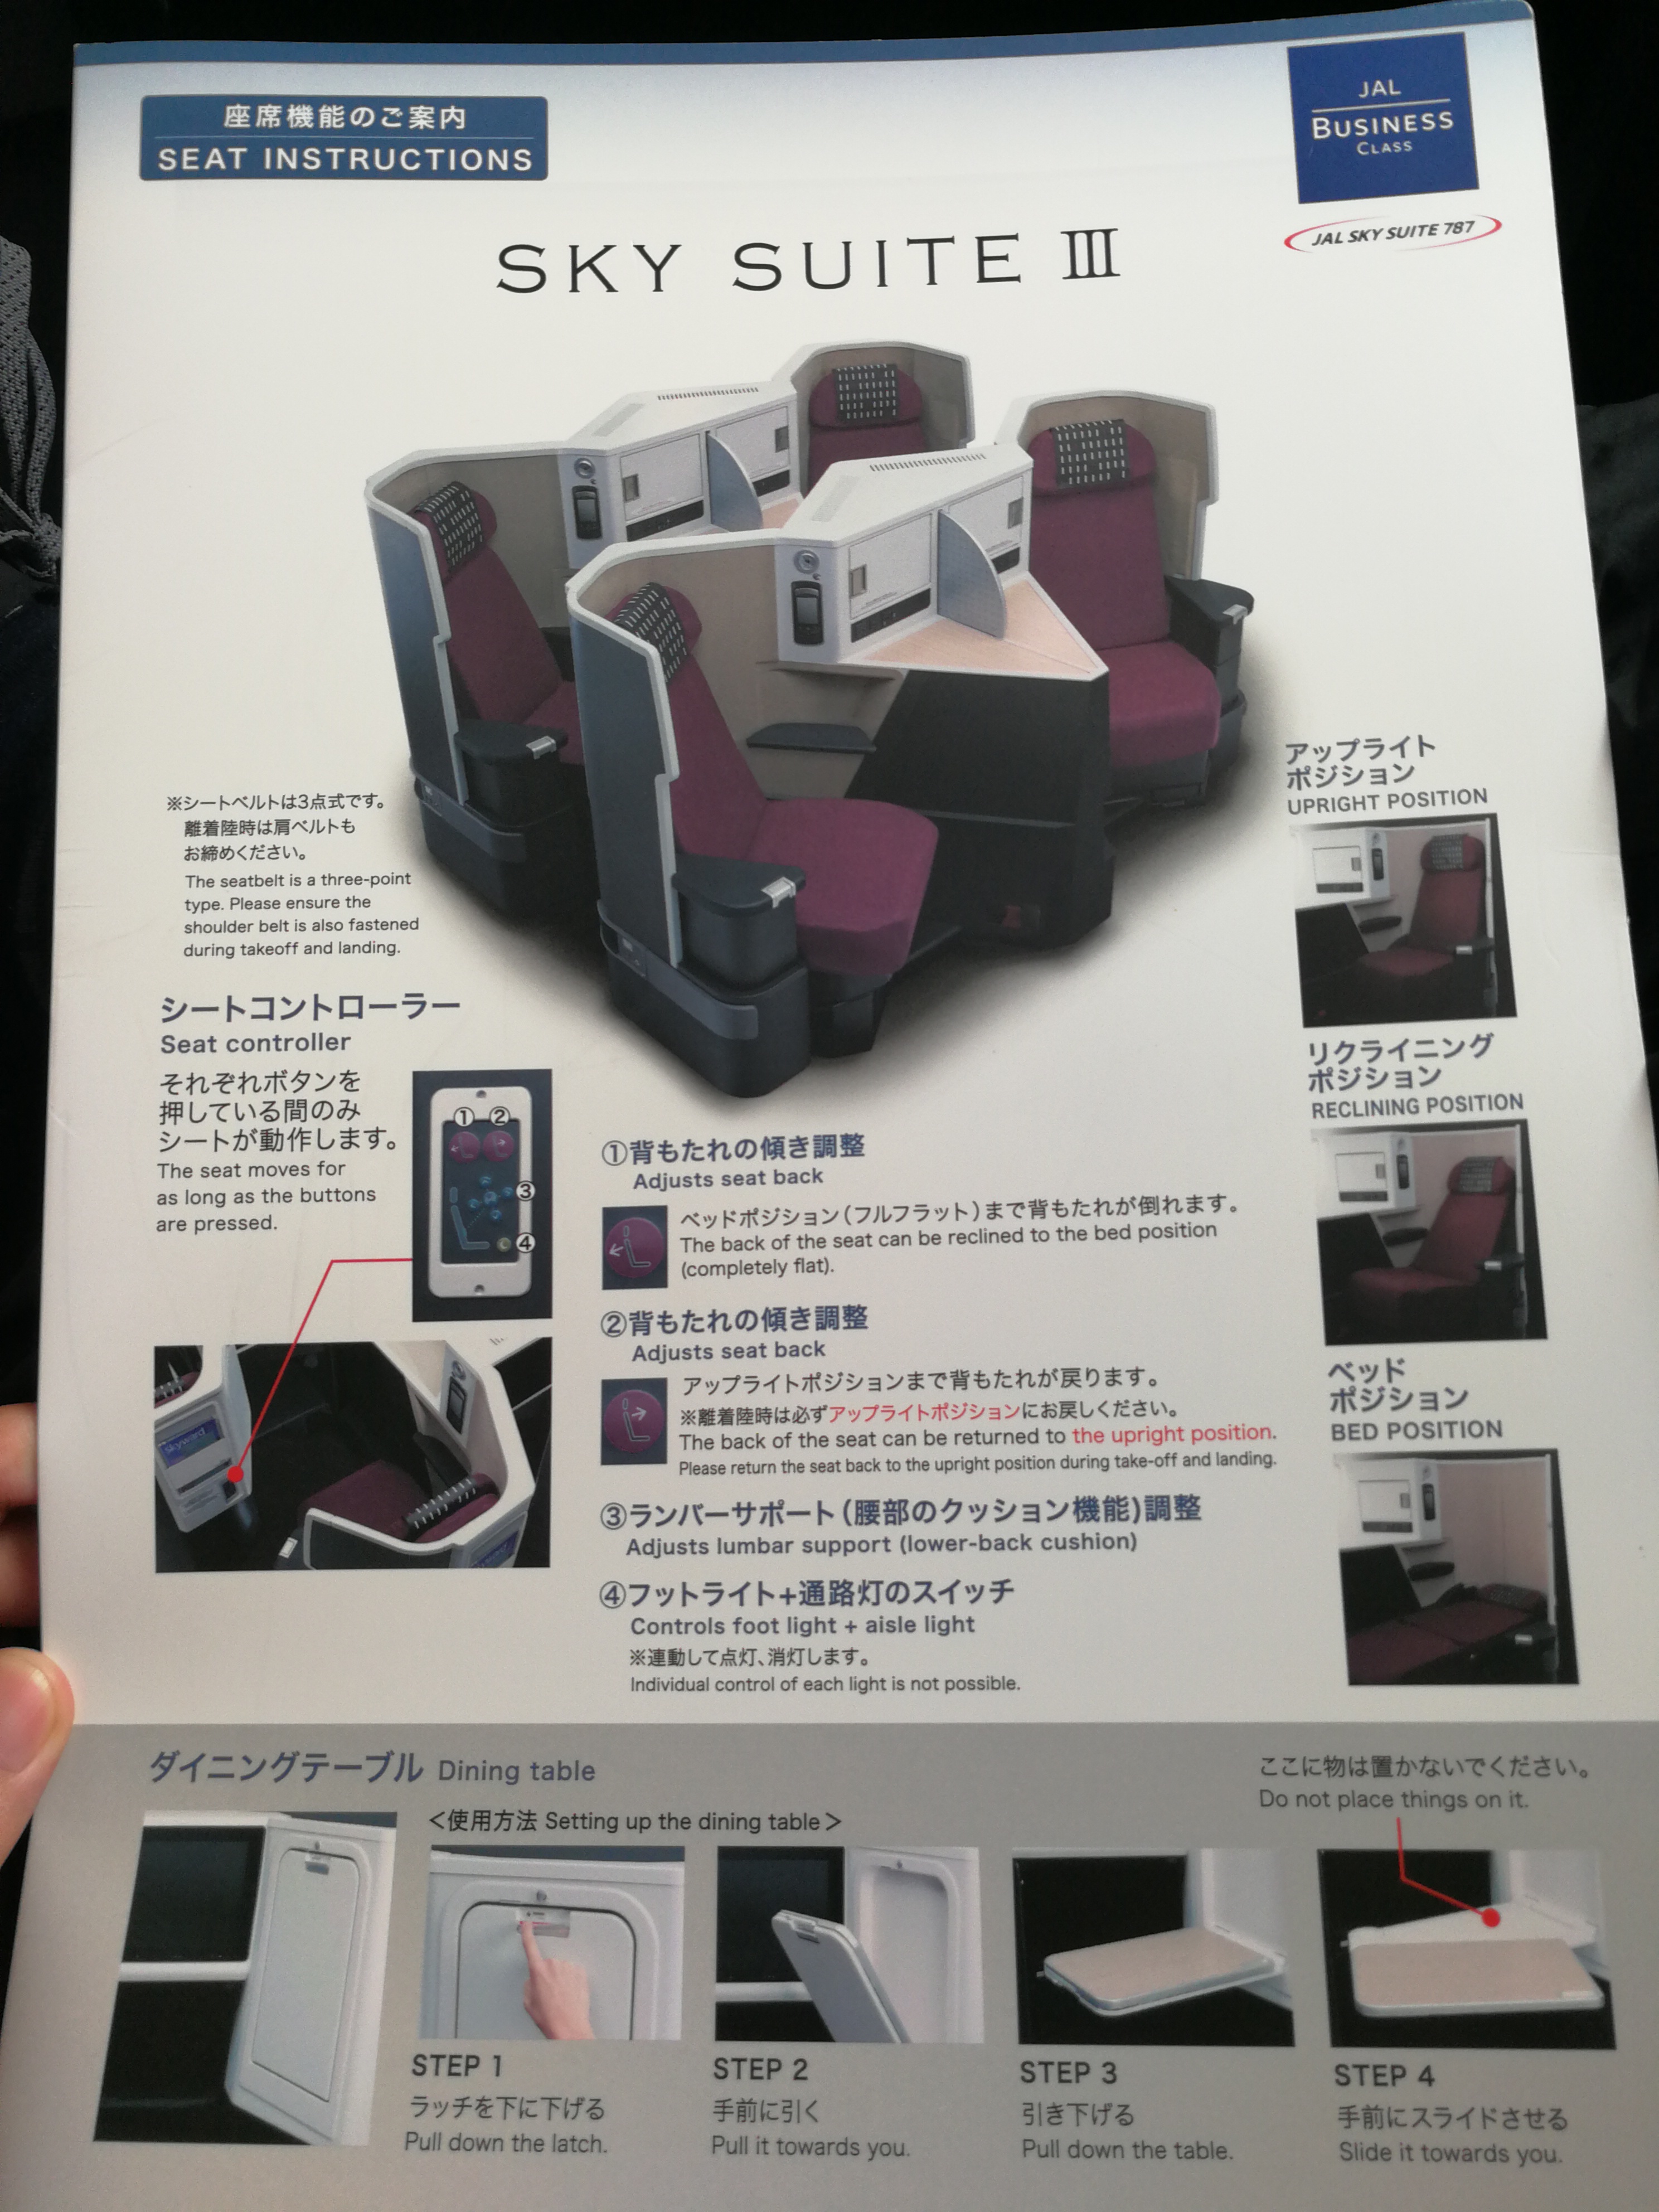 座席機能のご案内
SEAT INSTRUCTIONS
JAL
BUSINESS
CLASS
JAL SKY SUITE 787
SKY SUITE III
※シートベルトは3点式です。
離着陸時は肩ベルトも
お締めください。
The seatbelt is a three-point
type. Please ensure the
shoulder belt is also fastened
during takeoff and landing.
シートコントローラー
Seat controller
それぞれボタンを
押している間のみ
シートが動作します。
The seat moves for
as long as the buttons
are pressed.
① ②
③
④
Skyward
①背もたれの傾き調整
Adjusts seat back
ベッドポジション(フルフラット)まで背もたれが倒れます。
The back of the seat can be reclined to the bed position
(completely flat).
②背もたれの傾き調整
Adjusts seat back
アップライトポジションまで背もたれが戻ります。
※離着陸時は必ずアップライトポジションにお戻しください。
The back of the seat can be returned to the upright position.
Please return the seat back to the upright position during take-off and landing.
③ランバーサポート(腰部のクッション機能)調整
Adjusts lumbar support (lower-back cushion)
④フットライト+通路灯のスイッチ
Controls foot light + aisle light
※連動して点灯、消灯します。
Individual control of each light is not possible.
アップライト
ポジション
UPRIGHT POSITION
リクライニング
ポジション
RECLINING POSITION
ベッド
ポジション
BED POSITION
ダイニングテーブル Dining table
<使用方法 Setting up the dining table>
ここに物は置かないでください。
Do not place things on it.
STEP 1
ラッチを下に下げる
Pull down the latch.
STEP 2
手前に引く
Pull it towards you.
STEP 3
引き下げる
Pull down the table.
STEP 4
手前にスライドさせる
Slide it towards you.